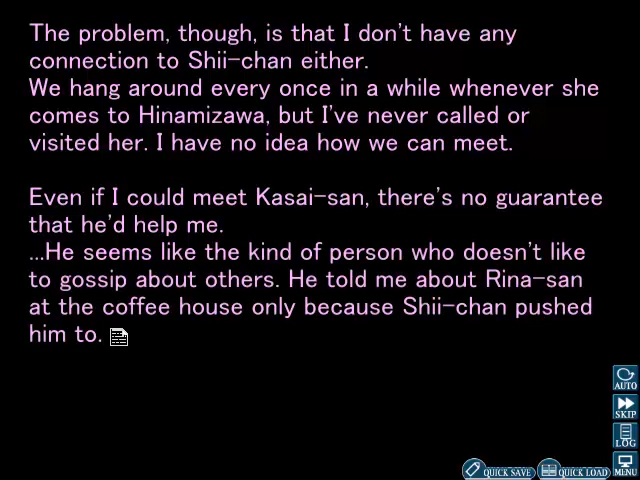 The problem, though, is that I don't have any
connection to Shii-chan either.
We hang around every once in a while whenever she
comes to Hinamizawa, but I've never called or
visited her. I have no idea how we can meet.
Even if I could meet Kasai-san, there's no guarantee
that he'd help me.
...He seems like the kind of person who doesn't like
to gossip about others. He told me about Rina-san
at the coffee house only because Shii-chan pushed
him to.
AUTO
SKIP
LOG
MENU
QUICK SAVE
QUICK LOAD